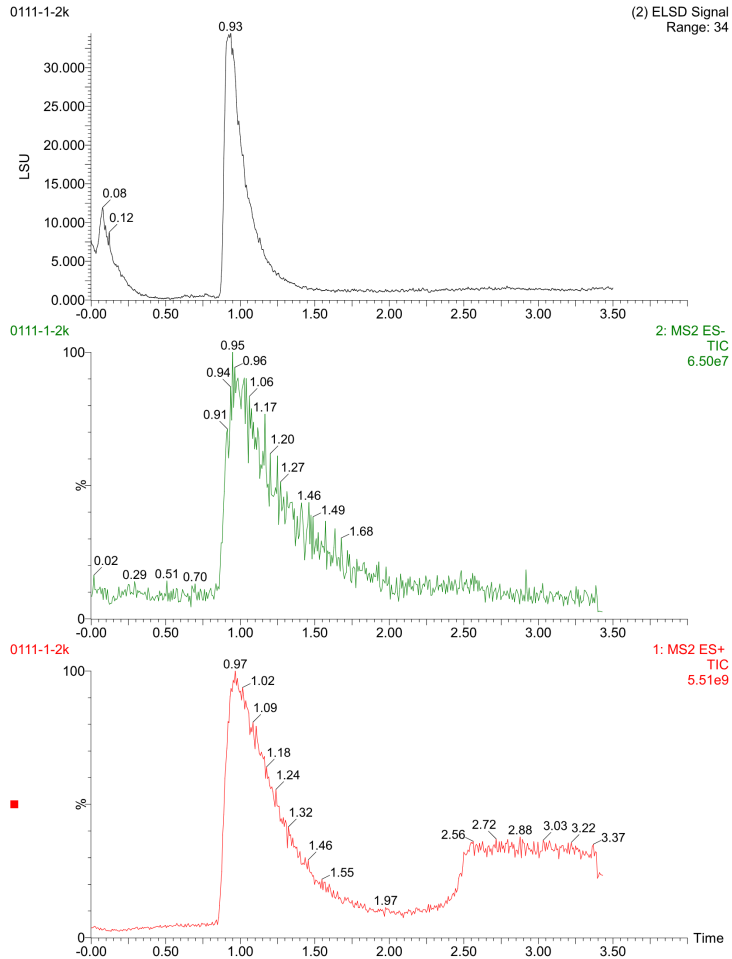 0111-1-2k
(2) ELSD Signal
Range: 34
0.93
30.000
25.000
20.000
15.000
10.000
5.000
0.000
LSU
0.08
0.12
-0.00 0.50 1.00 1.50 2.00 2.50 3.00 3.50
0111-1-2k
2: MS2 ES-
TIC
6.50e7
100
%
0
0.95
0.96
0.94
1.06
0.91
1.17
1.20
1.27
1.46
1.49
1.68
0.02
0.29
0.51
0.70
-0.00 0.50 1.00 1.50 2.00 2.50 3.00 3.50
0111-1-2k
1: MS2 ES+
TIC
5.51e9
100
%
0
0.97
1.02
1.09
1.18
1.24
1.32
1.46
1.55
1.97
2.56
2.72
2.88
3.03
3.22
3.37
Time
-0.00 0.50 1.00 1.50 2.00 2.50 3.00 3.50